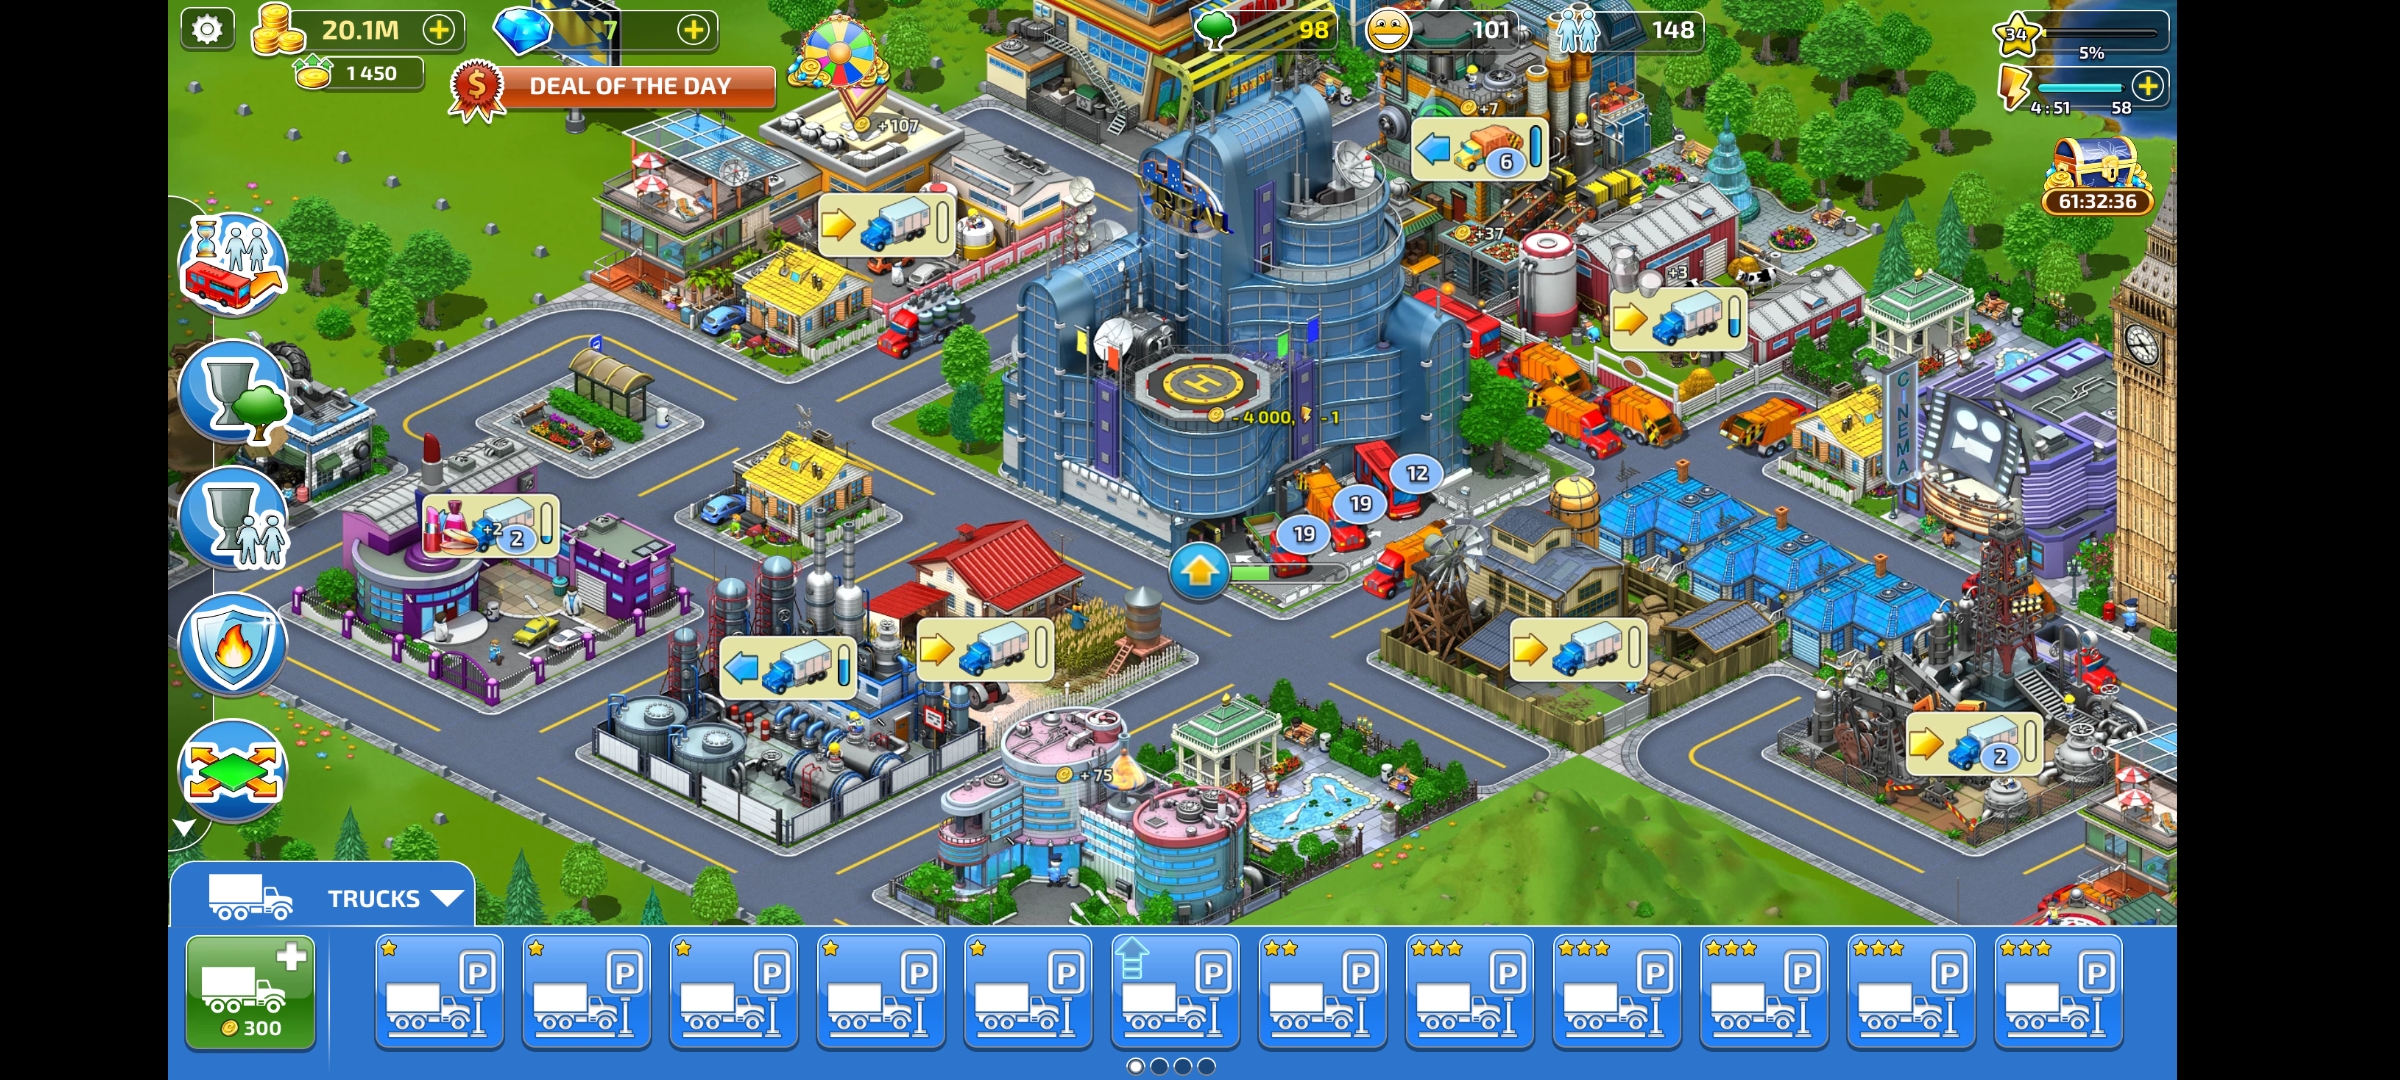 20.1M
7
98
101
148
34
5%
1 450
DEAL OF THE DAY
4:51
58
+107
+7
6
61:32:36
+37
+3
H
CINEMA
-4 000, -1
12
19
19
+2
2
+75
2
TRUCKS
300
P
P
P
P
P
P
P
P
P
P
P
P